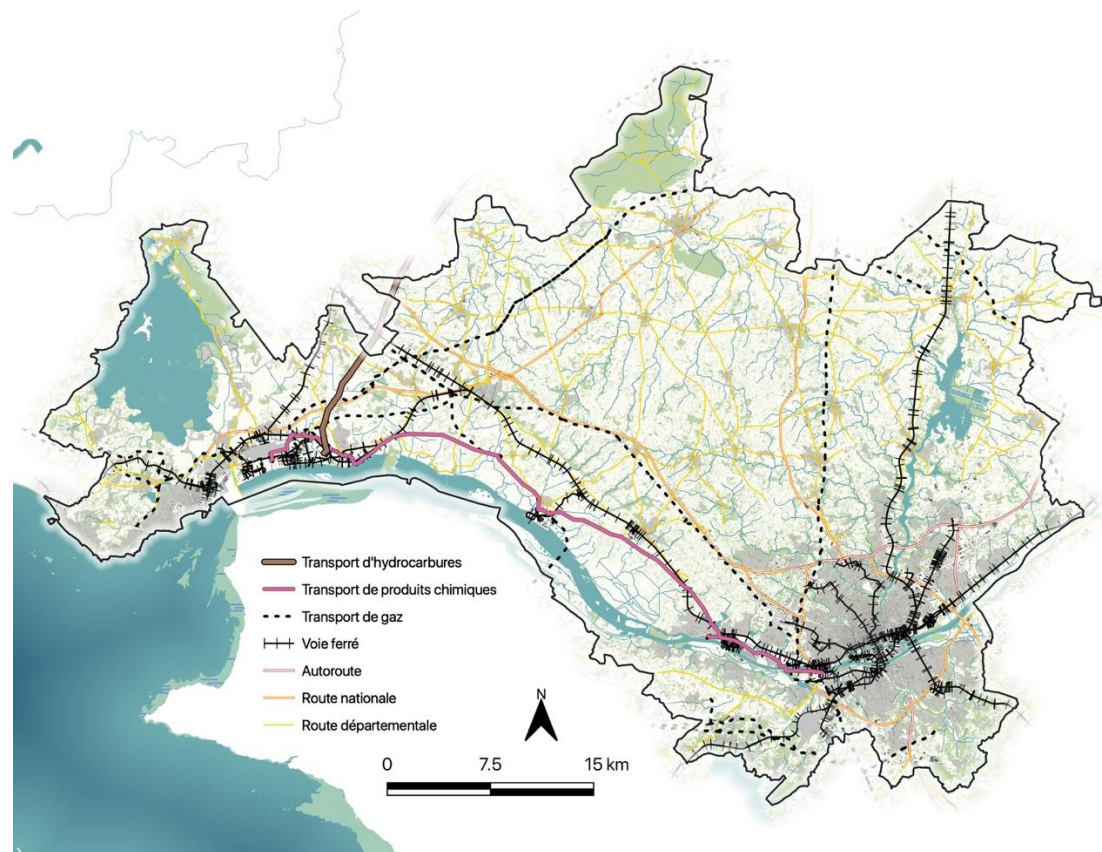 Transport d'hydrocarbures
Transport de produits chimiques
Transport de gaz
Voie ferré
Autoroute
Route nationale
Route départementale
N
0 7.5 15 km